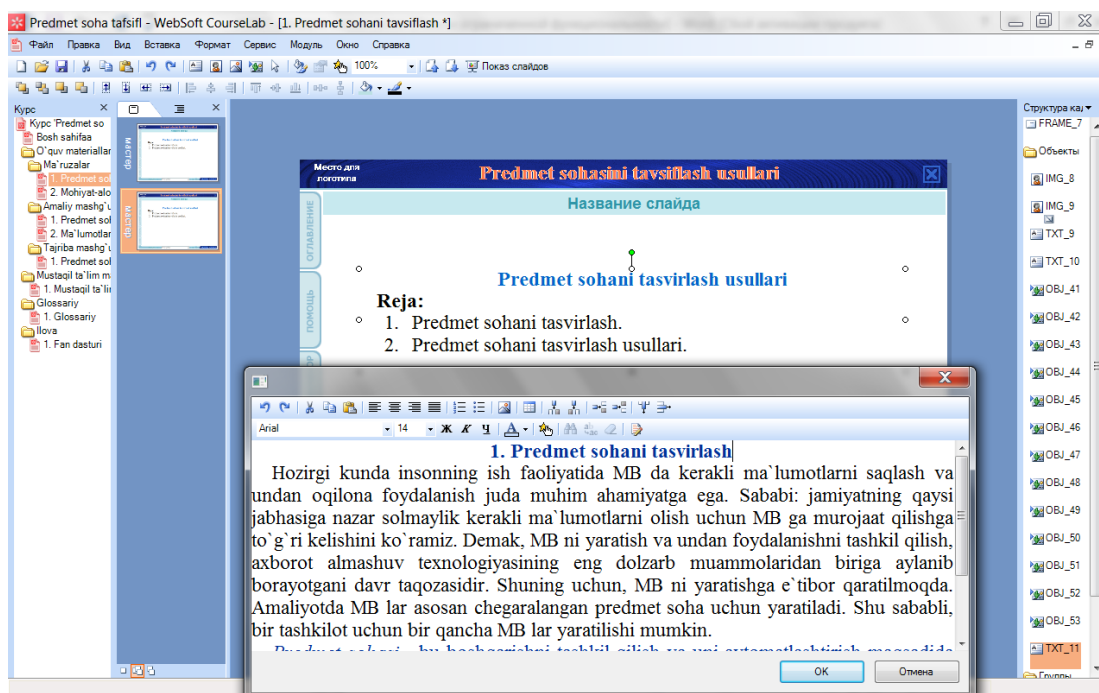 Predmet soha tafsifl - WebSoft CourseLab - [1. Predmet sohani tavsiflash *]
Файл Правка Вид Вставка Формат Сервис Модуль Окно Справка
100% Показ слайдов
Курс
Курс 'Predmet so
Bosh sahifaa
O`quv materiallar
Ma`ruzalar
1. Predmet sol
2. Mohiyat-alo
Amaliy mashg`u
1. Predmet sol
2. Ma`lumotlar
Tajriba mashg`u
1. Predmet sol
Mustaqil ta`lim m
1. Mustaqil ta`lir
Glossariy
1. Glossariy
Ilova
1. Fan dasturi
мастер
мастер
Место для
логотипа
Predmet sohasini tavsiflash usullari
Название слайда
ОГЛАВЛЕНИЕ
ПОМОЩЬ
Predmet sohani tasvirlash usullari
Reja:
1. Predmet sohani tasvirlash.
2. Predmet sohani tasvirlash usullari.
Arial 14 Ж К Ч А
1. Predmet sohani tasvirlash
Hozirgi kunda insonning ish faoliyatida MB da kerakli ma`lumotlarni saqlash va
undan oqilona foydalanish juda muhim ahamiyatga ega. Sababi: jamiyatning qaysi
jabhasiga nazar solmaylik kerakli ma`lumotlarni olish uchun MB ga murojaat qilishga
to`g`ri kelishini ko`ramiz. Demak, MB ni yaratish va undan foydalanishni tashkil qilish,
axborot almashuv texnologiyasining eng dolzarb muammolaridan biriga aylanib
borayotgani davr taqozasidir. Shuning uchun, MB ni yaratishga e`tibor qaratilmoqda.
Amaliyotda MB lar asosan chegaralangan predmet soha uchun yaratiladi. Shu sababli,
bir tashkilot uchun bir qancha MB lar yaratilishi mumkin.
OK Отмена
Структура ка
FRAME_7
Объекты
IMG_8
IMG_9
TXT_9
TXT_10
OBJ_41
OBJ_42
OBJ_43
OBJ_44
OBJ_45
OBJ_46
OBJ_47
OBJ_48
OBJ_49
OBJ_50
OBJ_51
OBJ_52
OBJ_53
TXT_11
Группы